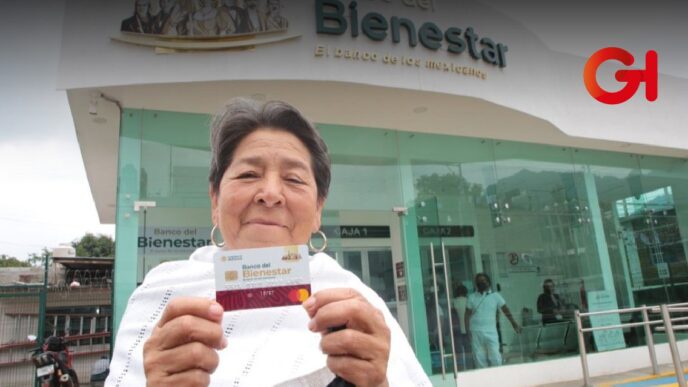 Bienestar
El banco de los mexicanos
GH
Banco del
Bienestar
CAJA 1
CAJA 2
Banco del
Bienestar